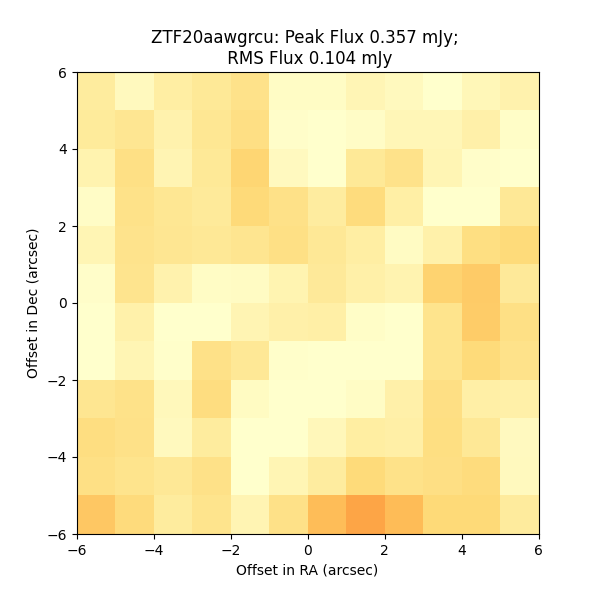 ZTF20aawgrcu: Peak Flux 0.357 mJy;
RMS Flux 0.104 mJy
6
4
2
0
−2
−4
−6
Offset in Dec (arcsec)
−6 −4 −2 0 2 4 6
Offset in RA (arcsec)